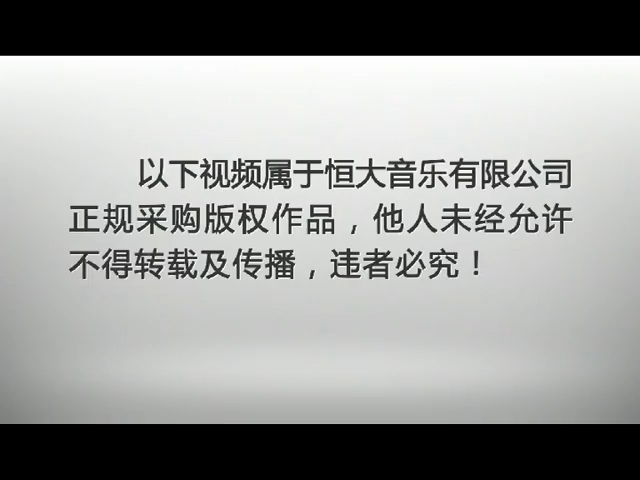 以下视频属于恒大音乐有限公司
正规采购版权作品，他人未经允许
不得转载及传播，违者必究！